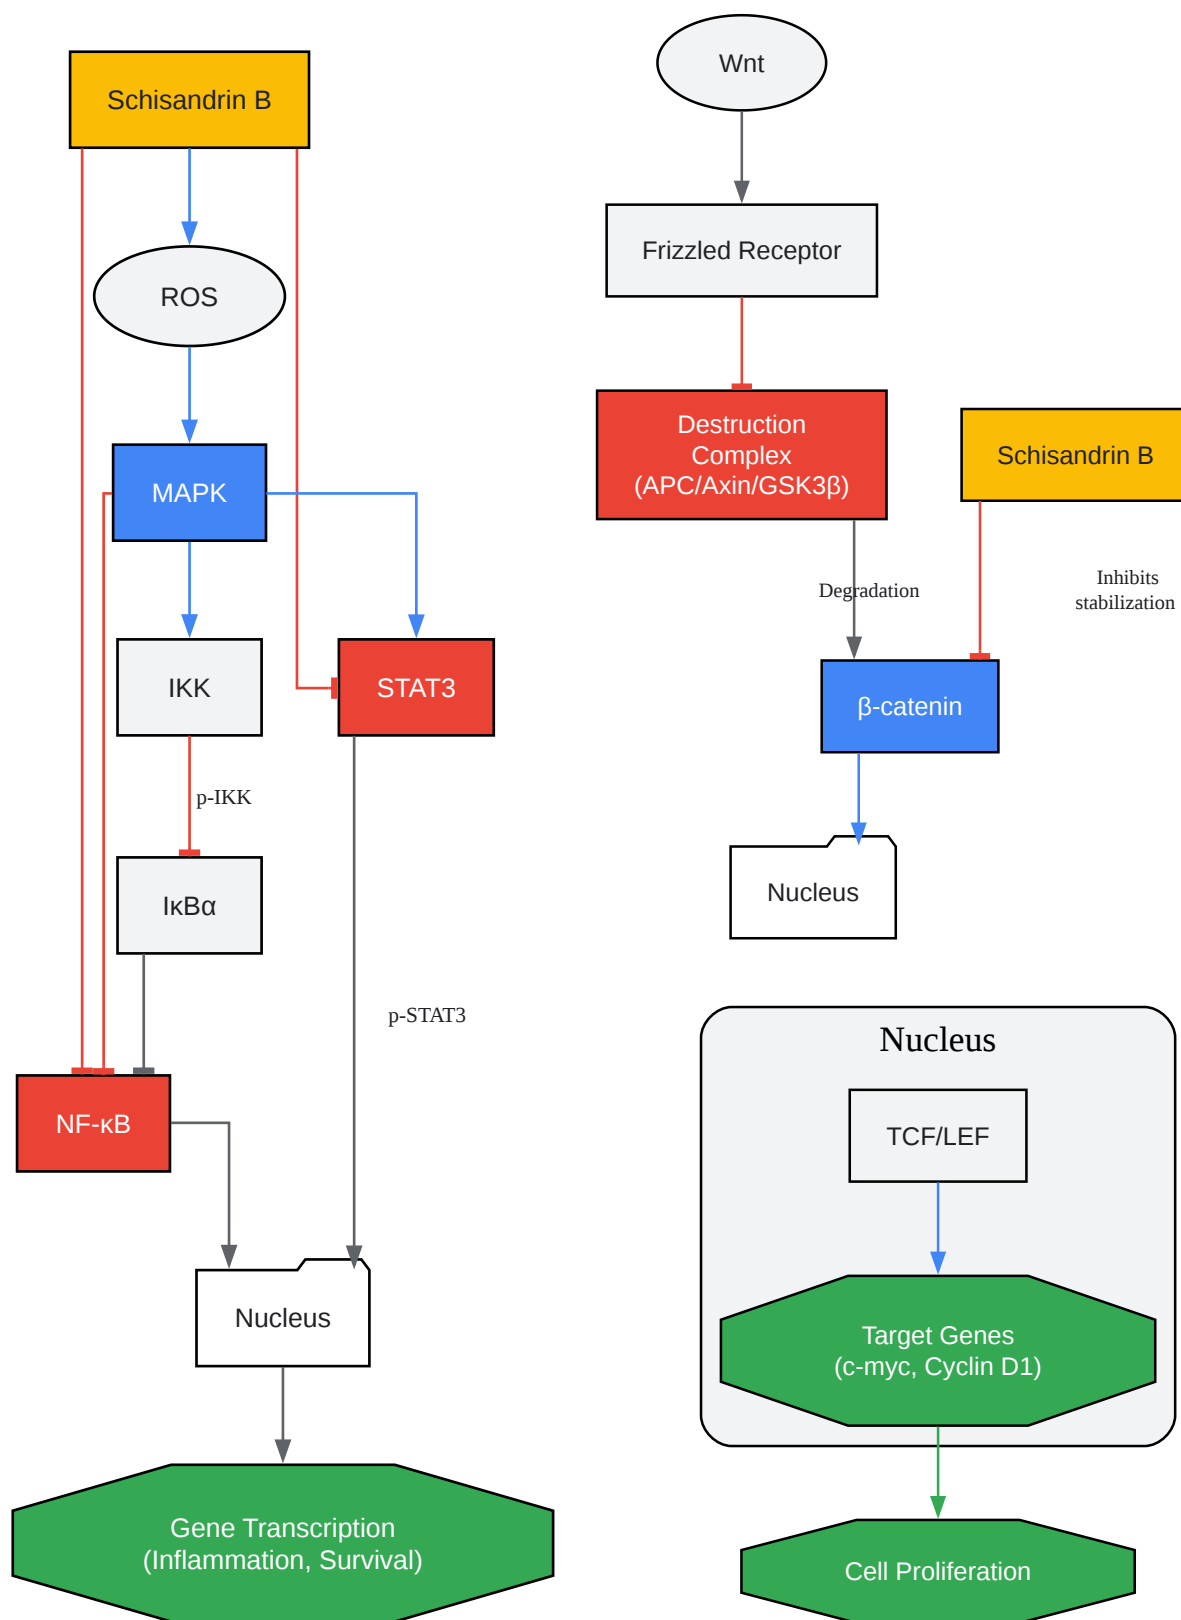 Schisandrin B
ROS
MAPK
IKK
STAT3
p-IKK
IκBα
p-STAT3
NF-κB
Nucleus
Gene Transcription
(Inflammation, Survival)
Wnt
Frizzled Receptor
Destruction
Complex
(APC/Axin/GSK3β)
Schisandrin B
Degradation
Inhibits
stabilization
β-catenin
Nucleus
Nucleus
TCF/LEF
Target Genes
(c-myc, Cyclin D1)
Cell Proliferation